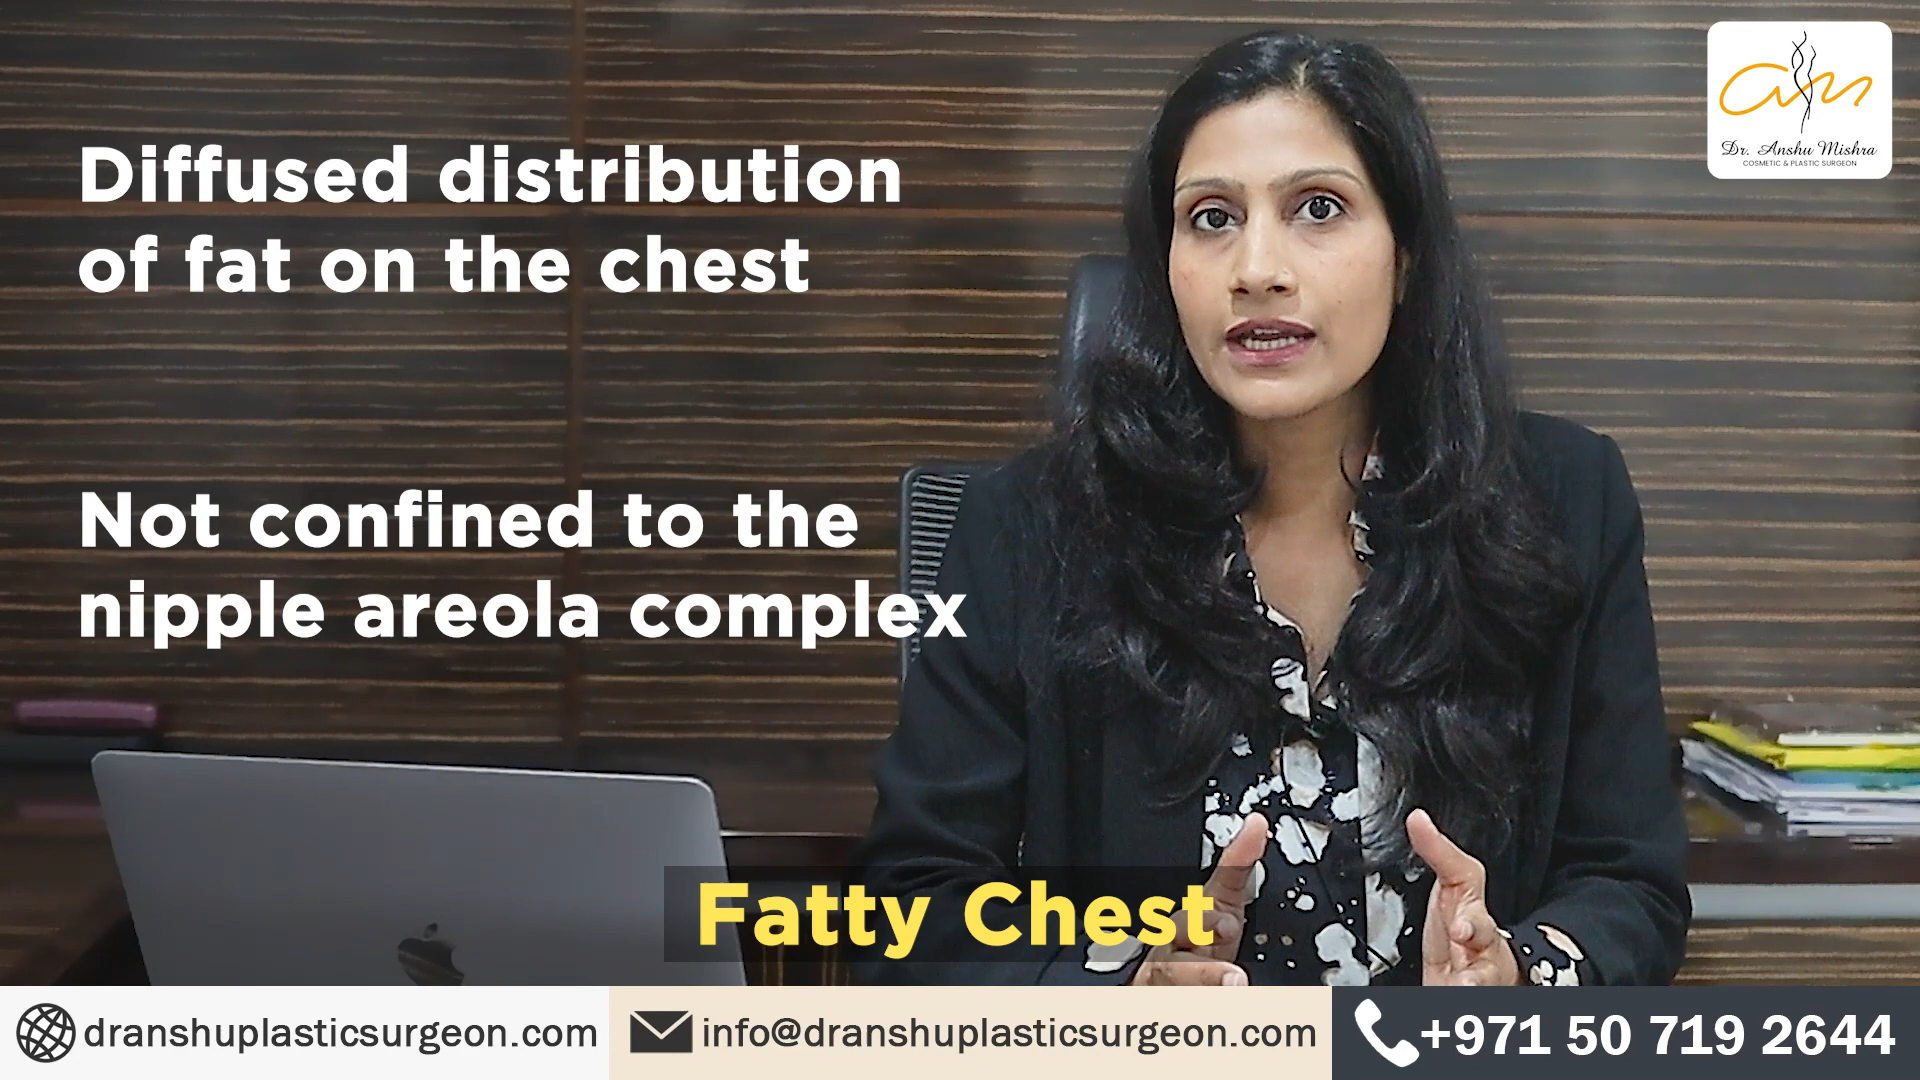 Diffused distribution
of fat on the chest
Not confined to the
nipple areola complex
Dr. Anshu Mishra
COSMETIC & PLASTIC SURGEON
Fatty Chest
dranshuplasticsurgeon.com
info@dranshuplasticsurgeon.com
+971 50 719 2644